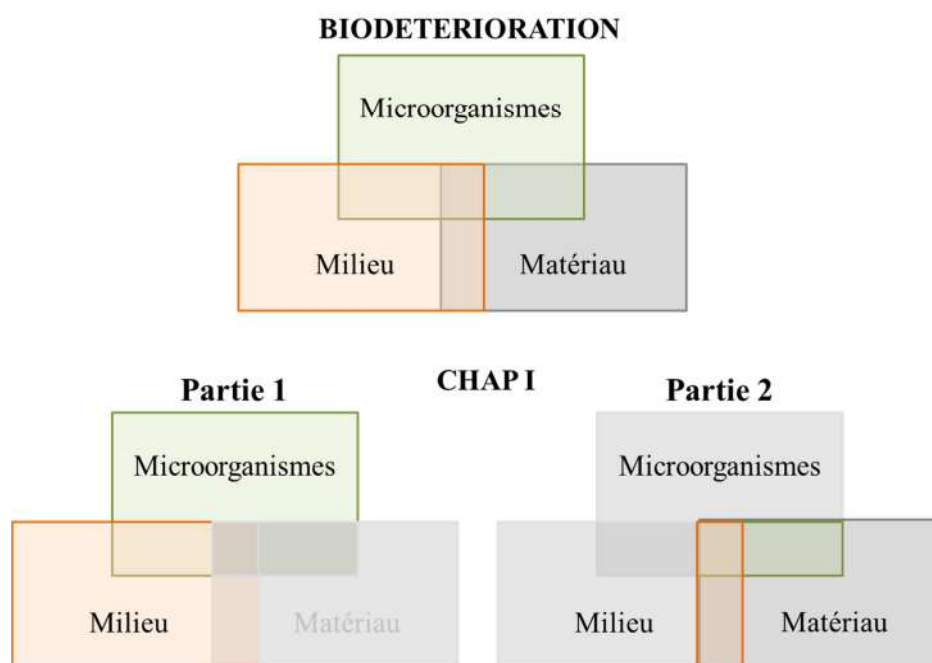 BIODETERIORATION
Microorganismes
Milieu
Matériau
CHAP I
Partie 1
Partie 2
Microorganismes
Microorganismes
Milieu
Matériau
Milieu
Matériau